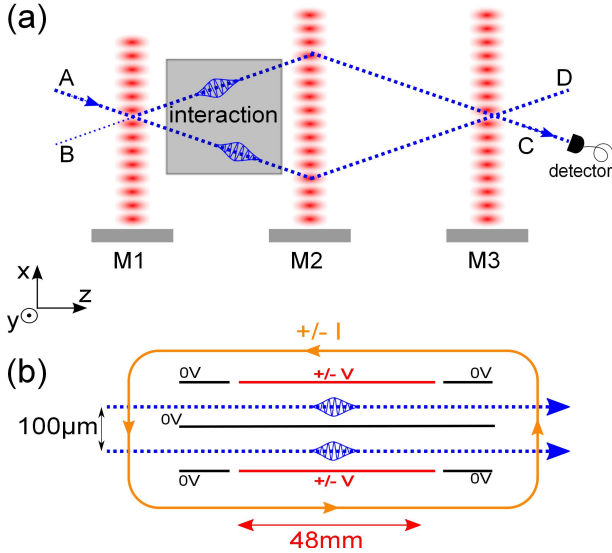 (a)
A
D
interaction
B
C
detector
M1
M2
M3
x
z
y
+/- I
(b)
0V
+/- V
0V
100µm
0V
0V
+/- V
0V
48mm